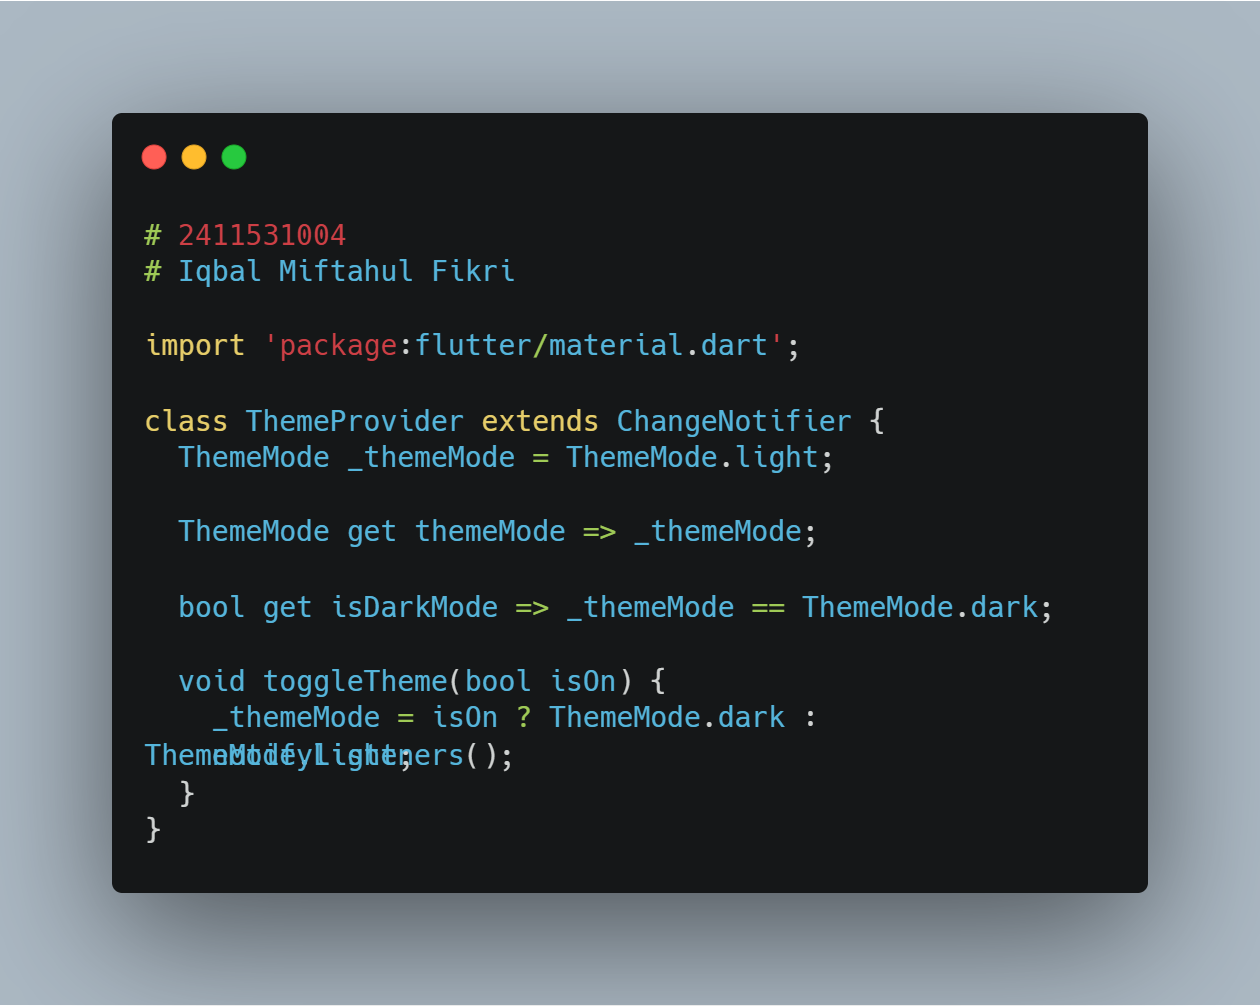 # 2411531004
# Iqbal Miftahul Fikri
import 'package:flutter/material.dart';
class ThemeProvider extends ChangeNotifier {
ThemeMode _themeMode = ThemeMode.light;
ThemeMode get themeMode => _themeMode;
bool get isDarkMode => _themeMode == ThemeMode.dark;
void toggleTheme(bool isOn) {
_themeMode = isOn ? ThemeMode.dark :
ThemeMode.light;
notifyListeners();
}
}